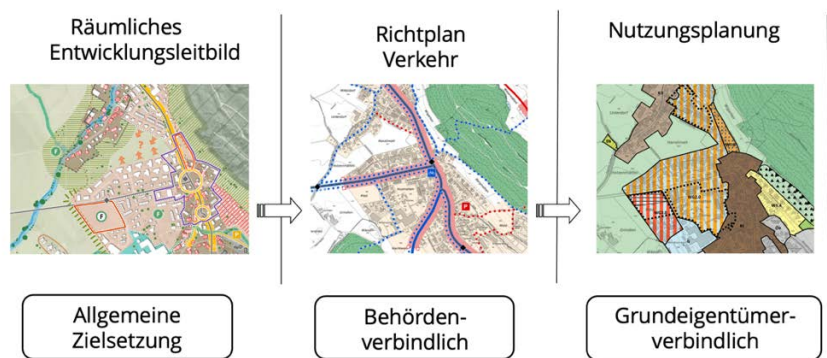 Räumliches
Entwicklungsleitbild
Richtplan
Verkehr
Nutzungsplanung
Allgemeine
Zielsetzung
Behörden-
verbindlich
Grundeigentümer-
verbindlich